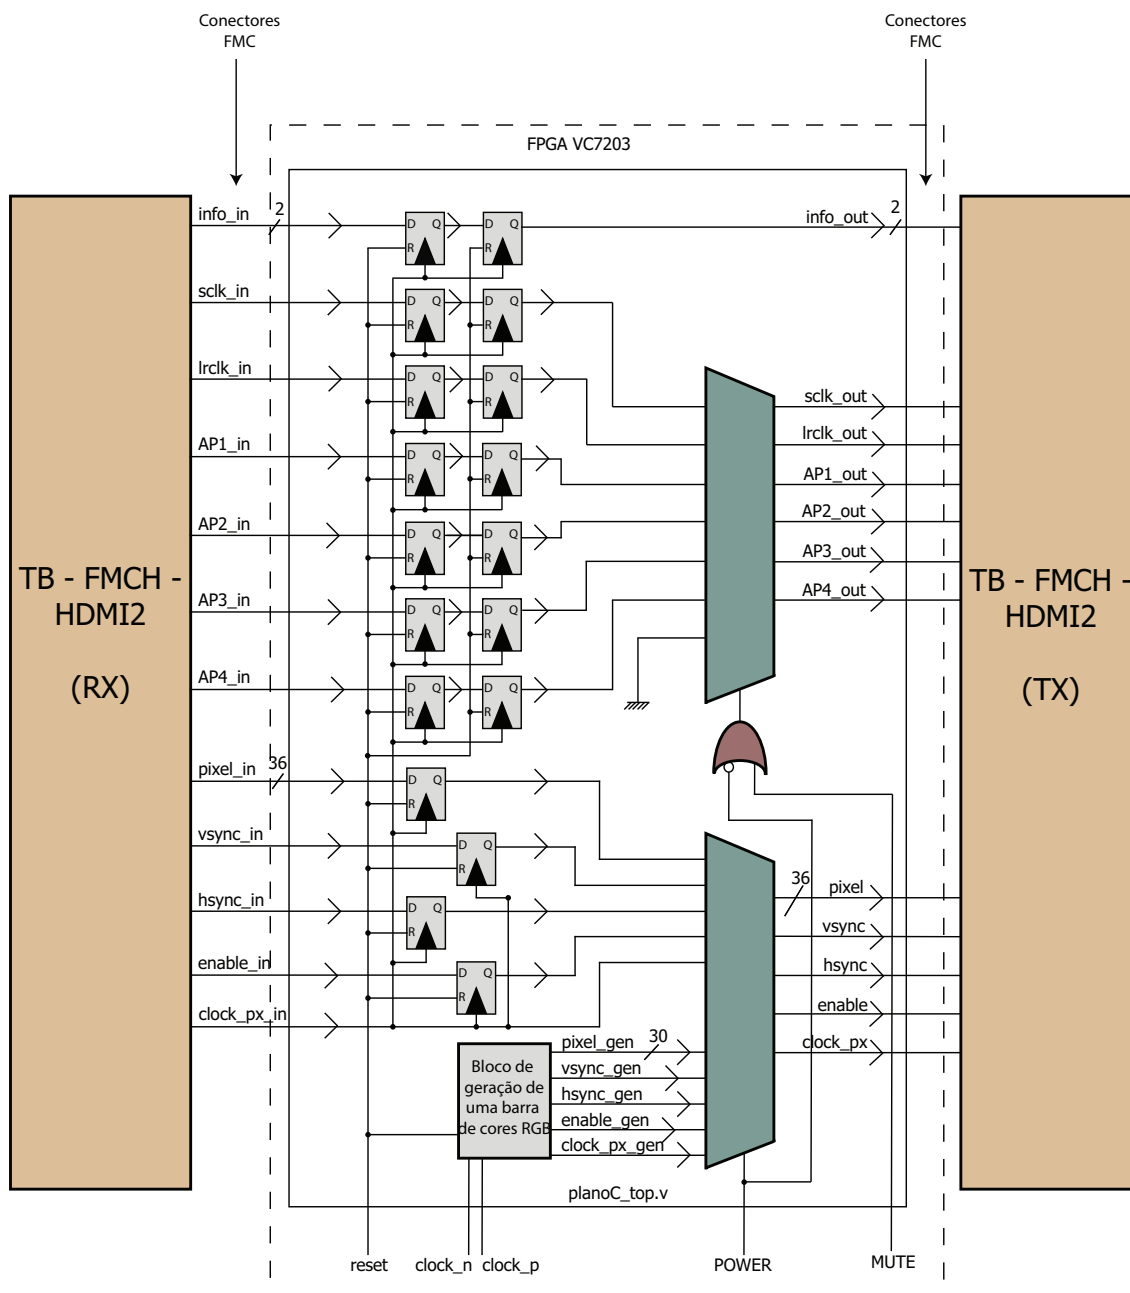 Conectores
FMC
Conectores
FMC
FPGA VC7203
info_in
2
D Q
R
D Q
R
info_out
2
sclk_in
D Q
R
D Q
R
lrclk_in
D Q
R
D Q
R
sclk_out
lrclk_out
AP1_in
D Q
R
D Q
R
AP1_out
AP2_in
D Q
R
D Q
R
AP2_out
AP3_out
TB - FMCH -
HDMI2
(RX)
TB - FMCH -
HDMI2
(TX)
AP3_in
D Q
R
D Q
R
AP4_out
AP4_in
D Q
R
D Q
R
pixel_in
36
D Q
R
vsync_in
D Q
R
hsync_in
D Q
R
enable_in
D Q
R
clock_px_in
36
pixel
vsync
hsync
enable
clock_px
Bloco de
geração de
uma barra
de cores RGB
pixel_gen
30
vsync_gen
hsync_gen
enable_gen
clock_px_gen
planoC_top.v
reset
clock_n
clock_p
POWER
MUTE